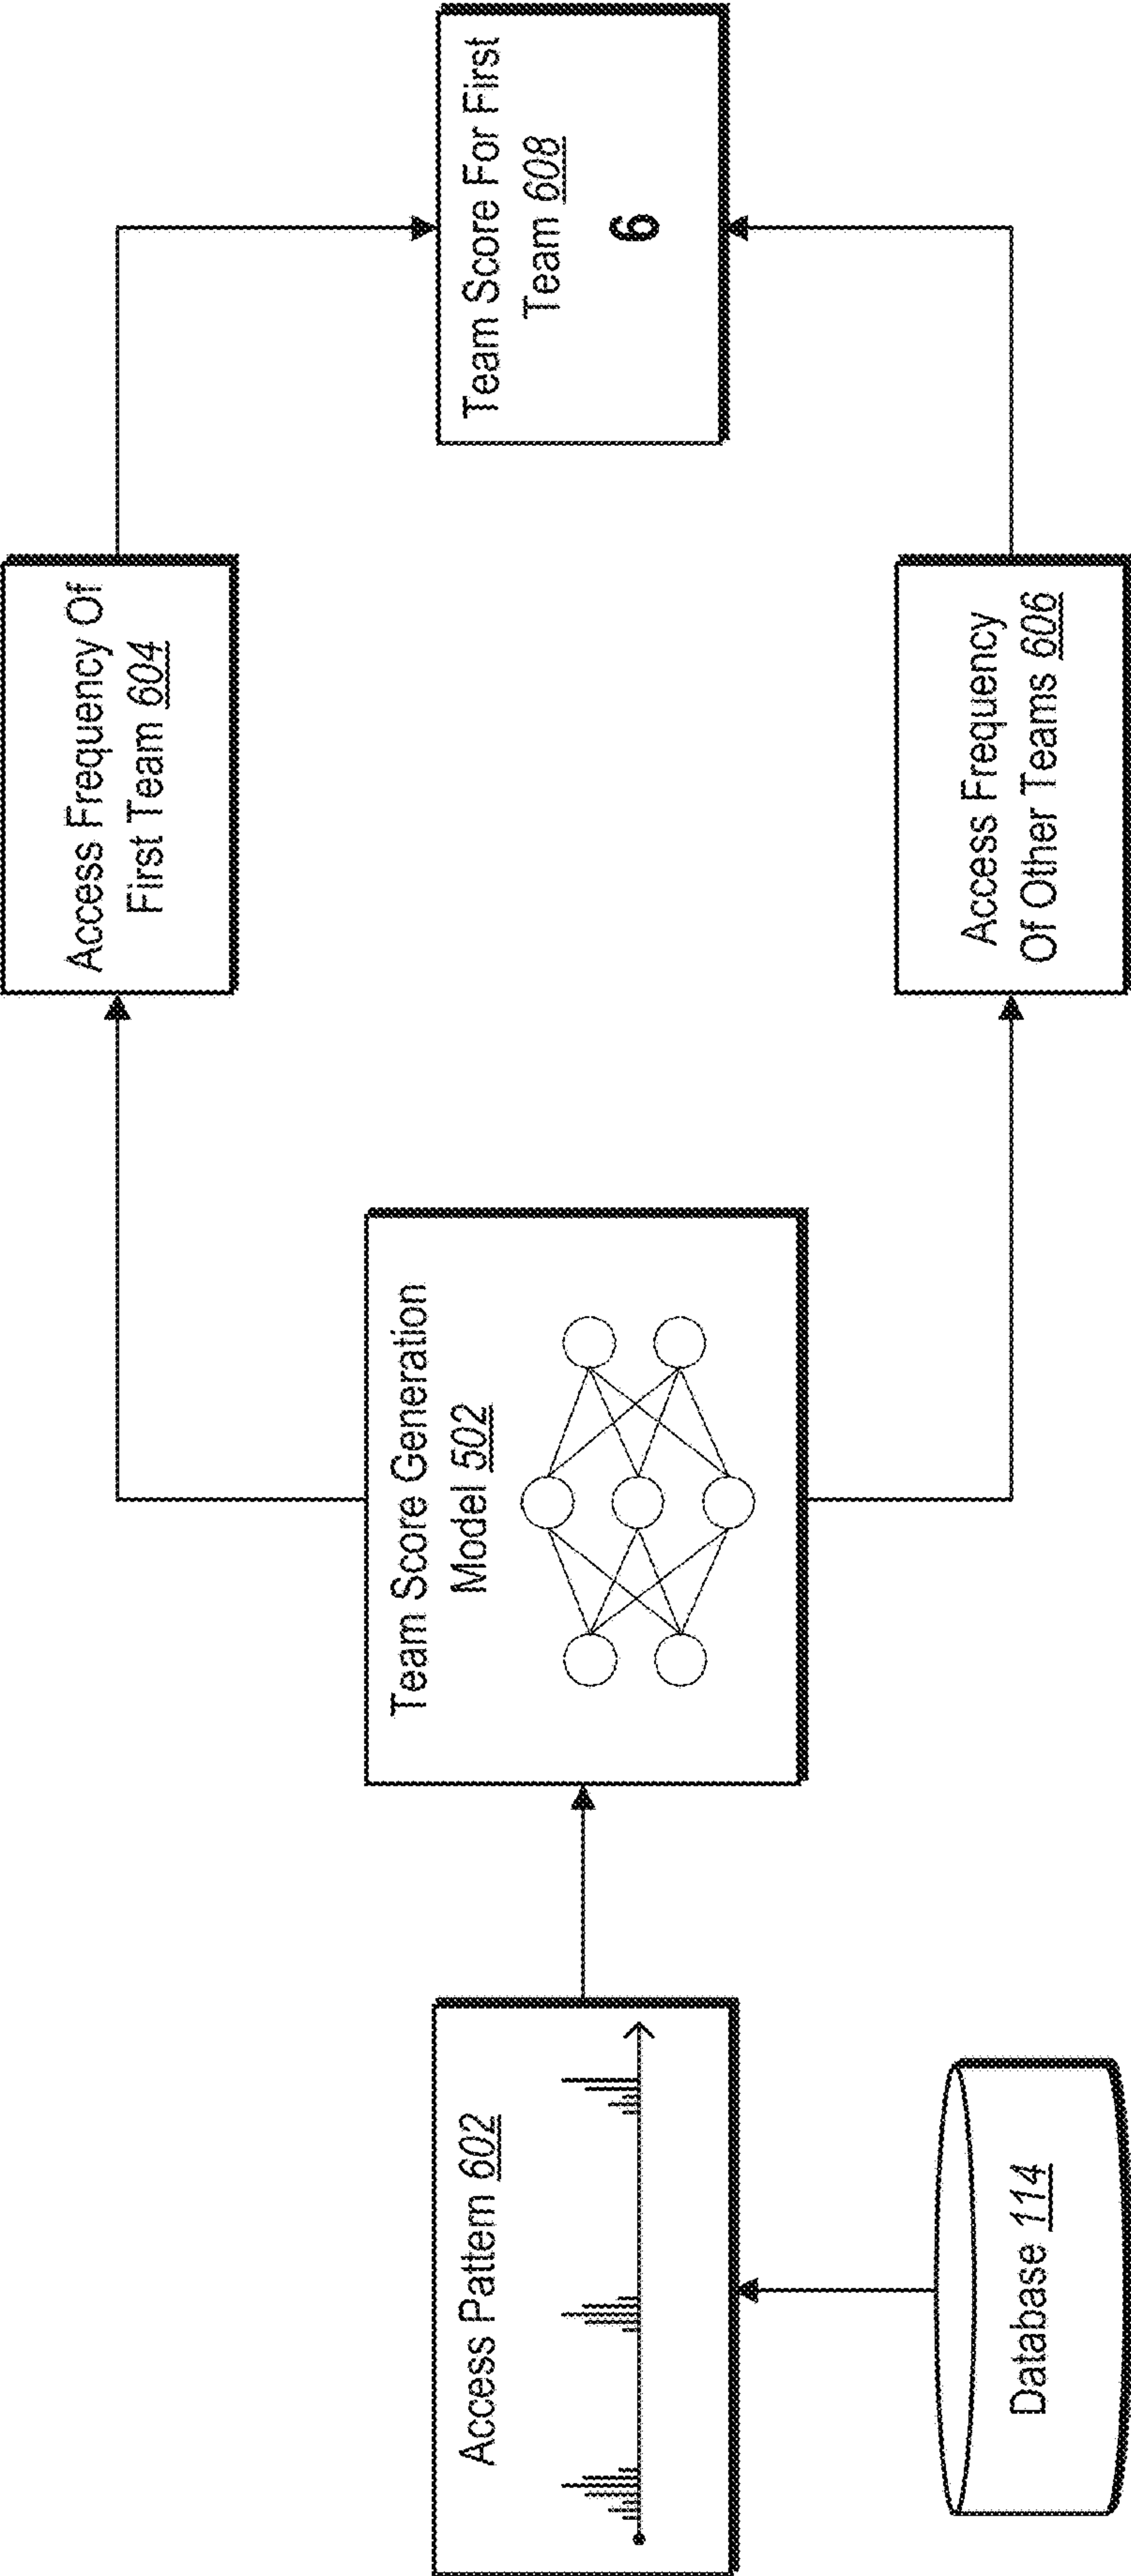 Database 114
Access Pattern 602
Team Score Generation
Model 502
Access Frequency Of
First Team 604
Access Frequency
Of Other Teams 606
Team Score For First
Team 608
9